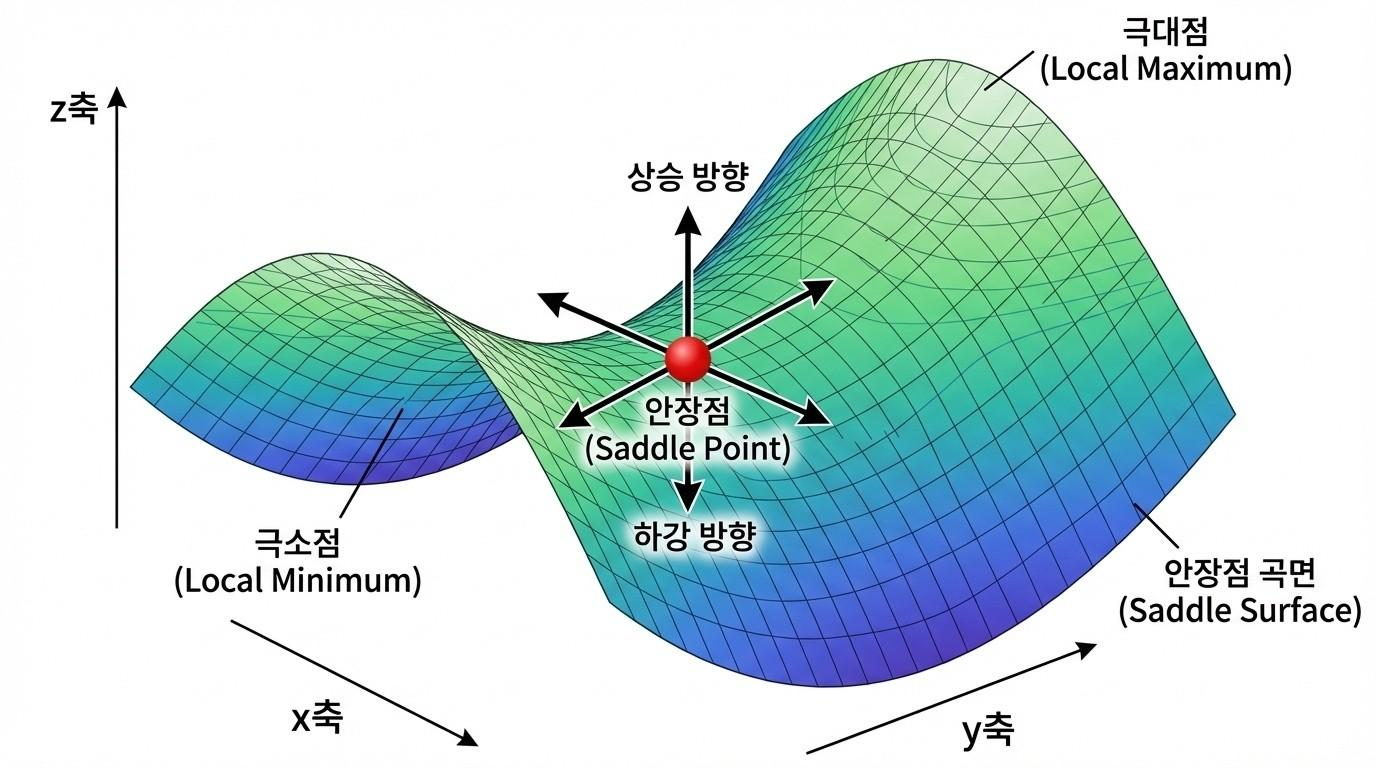 극대점
(Local Maximum)
z축
상승 방향
안장점
(Saddle Point)
하강 방향
극소점
(Local Minimum)
안장점 곡면
(Saddle Surface)
x축
y축